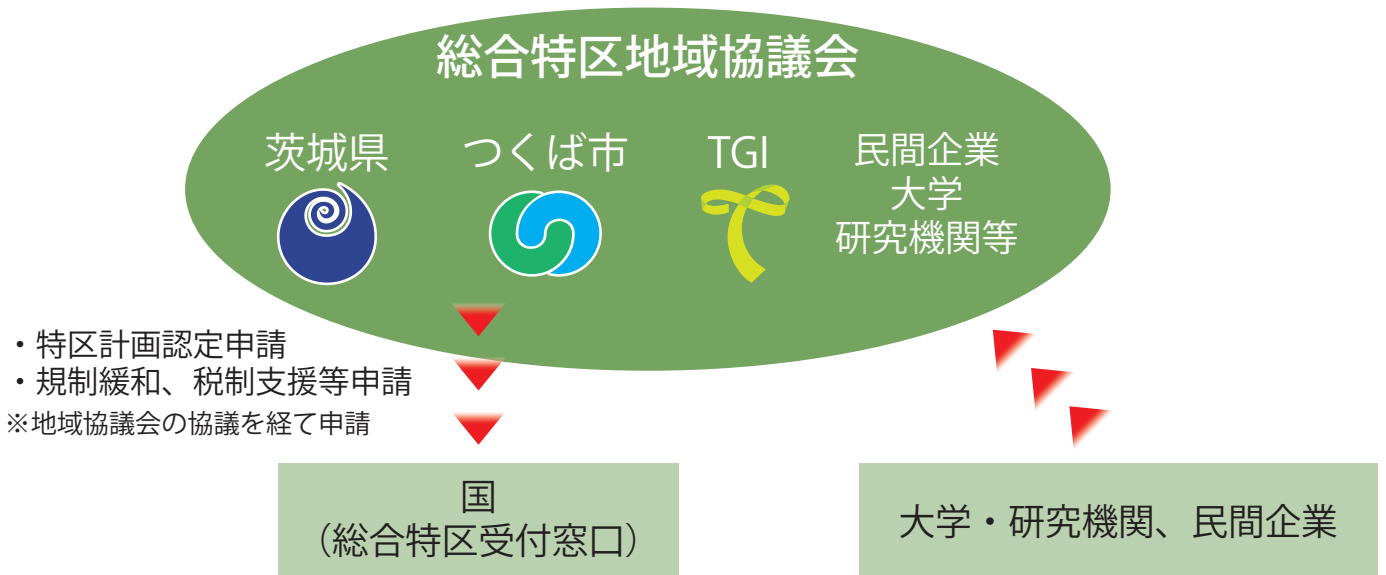 総合特区地域協議会
茨城県
つくば市
TGI
民間企業
大学
研究機関等
・特区計画認定申請
・規制緩和、税制支援等申請
※地域協議会の協議を経て申請
国
（総合特区受付窓口）
大学・研究機関、民間企業